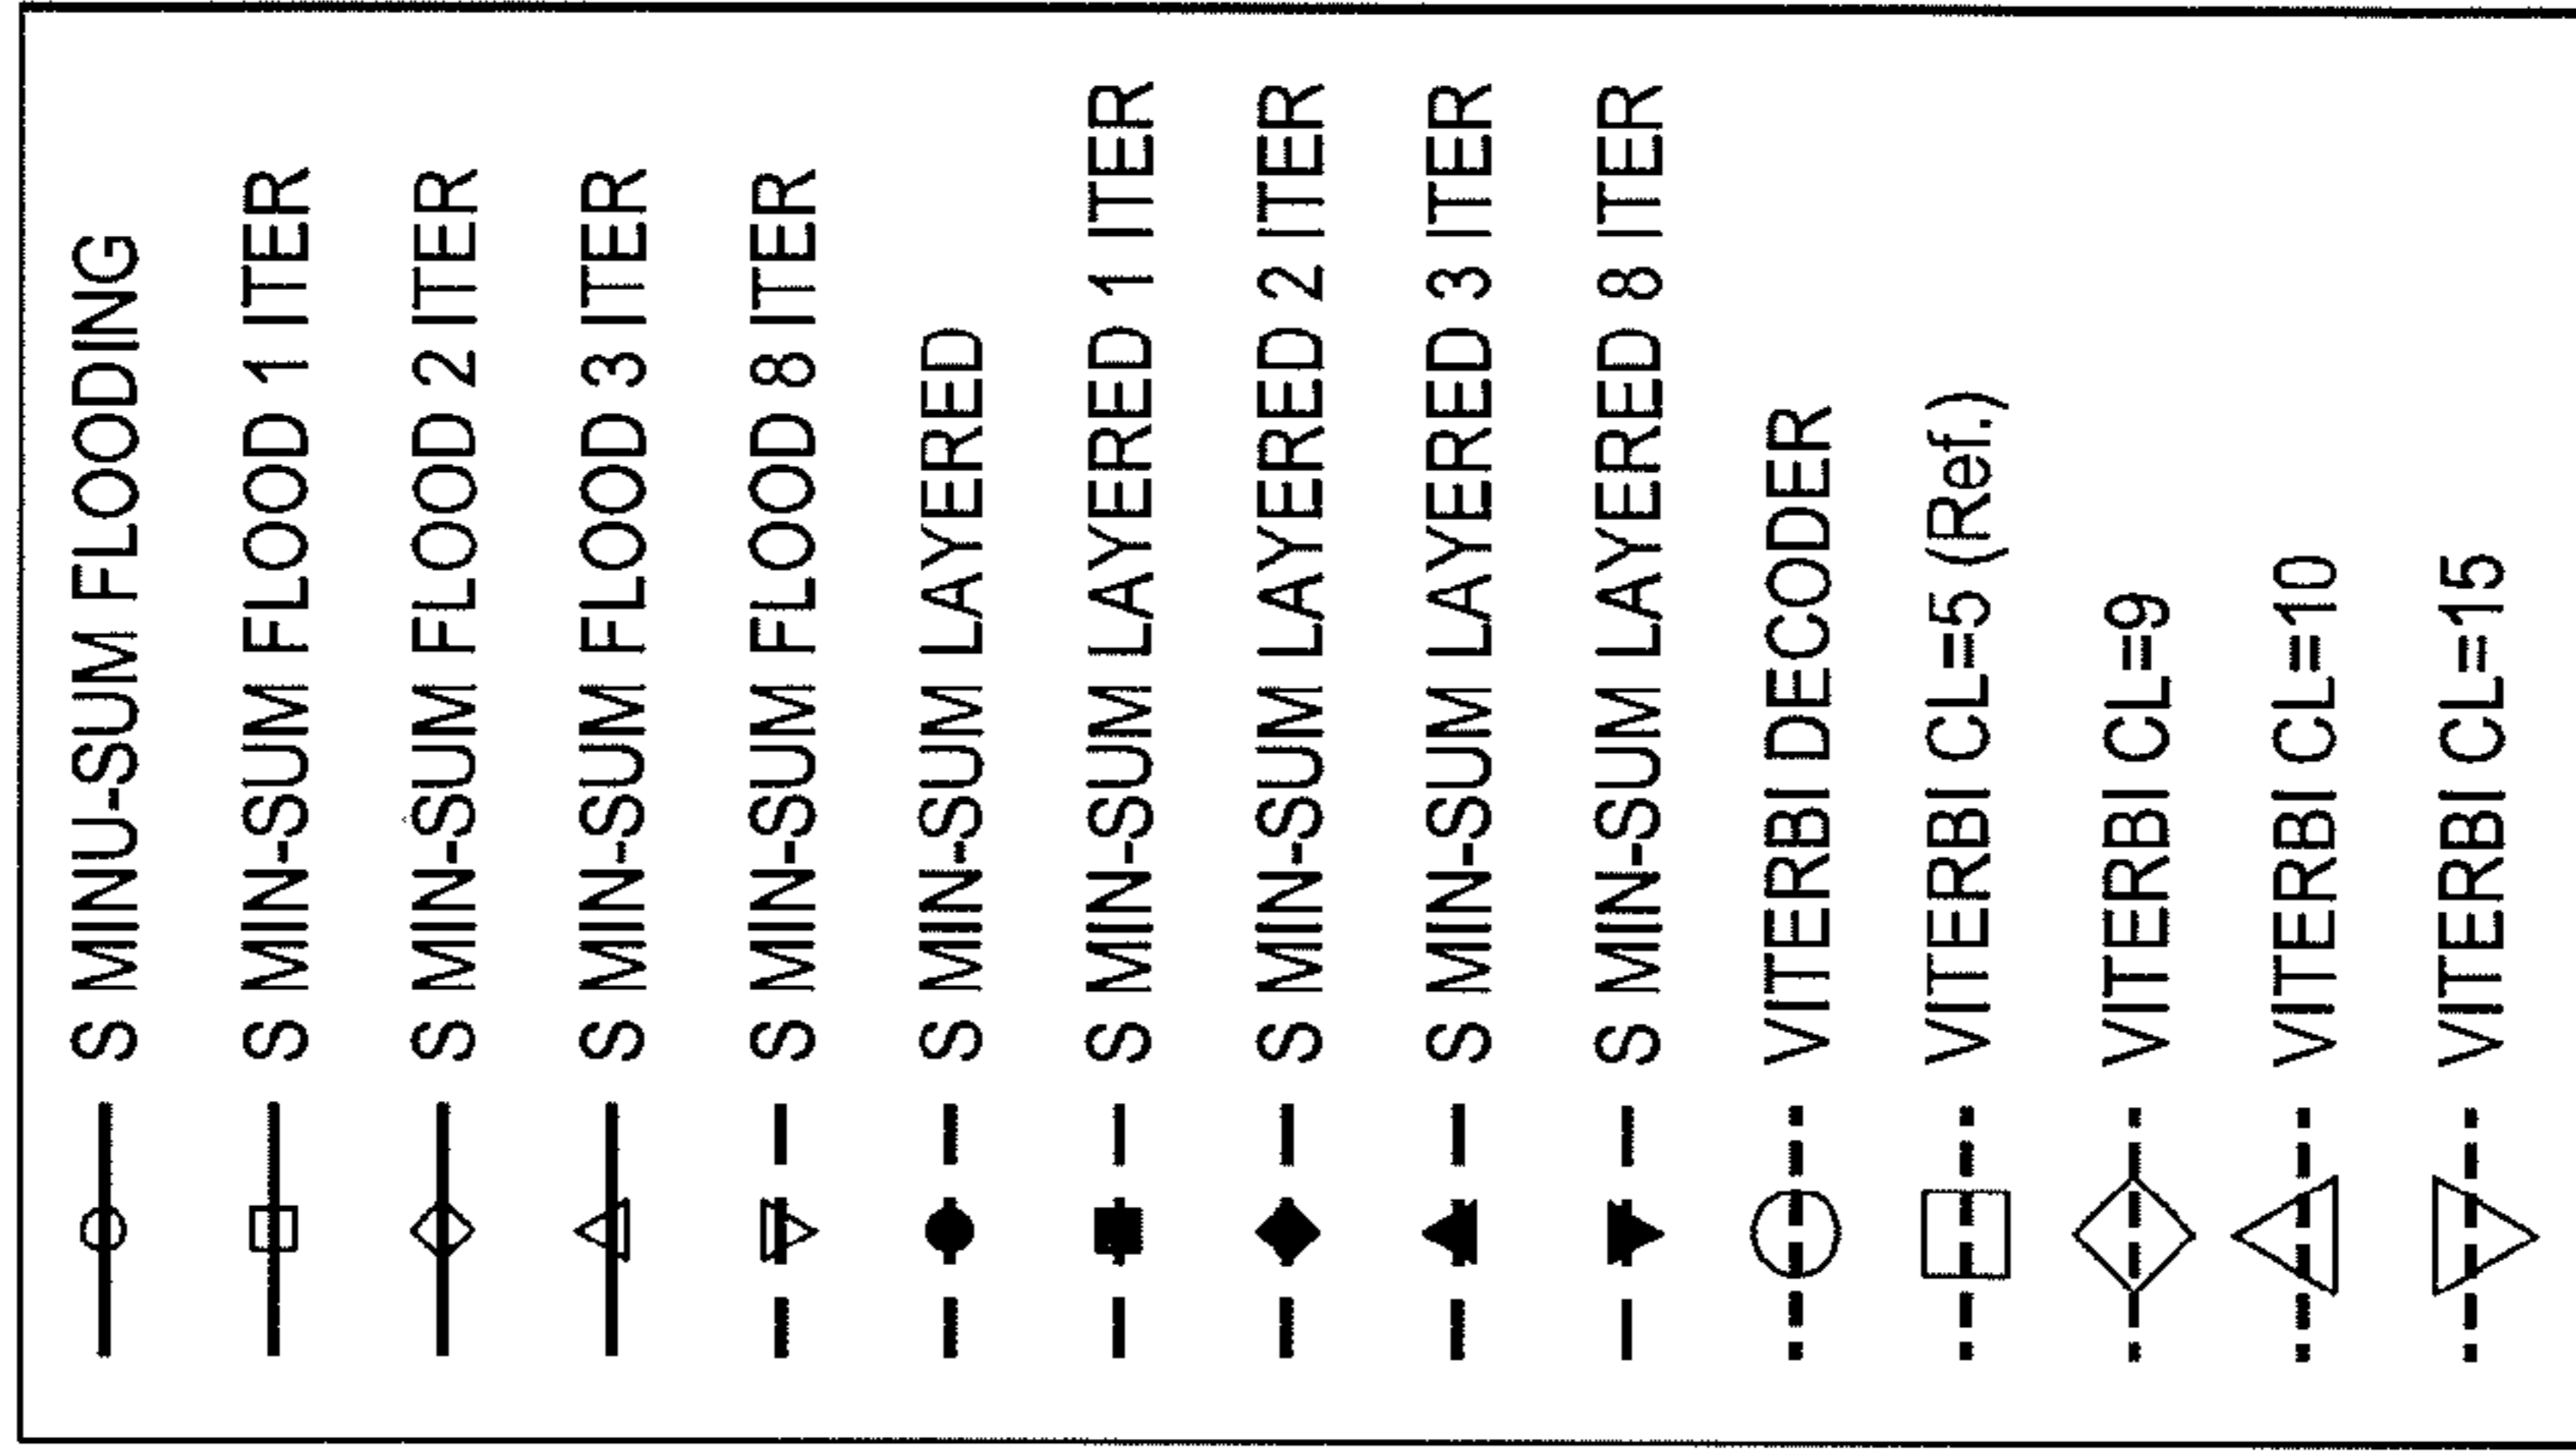 S MINU-SUM FLOODING
S MIN-SUM FLOOD 1 ITER
S MIN-SUM FLOOD 2 ITER
S MIN-SUM FLOOD 3 ITER
S MIN-SUM FLOOD 8 ITER
S MIN-SUM LAYERED
S MIN-SUM LAYERED 1 ITER
S MIN-SUM LAYERED 2 ITER
S MIN-SUM LAYERED 3 ITER
S MIN-SUM LAYERED 8 ITER
VITERBI DECODER
VITERBI CL=5 (Ref.)
VITERBI CL=9
VITERBI CL=10
VITERBI CL=15